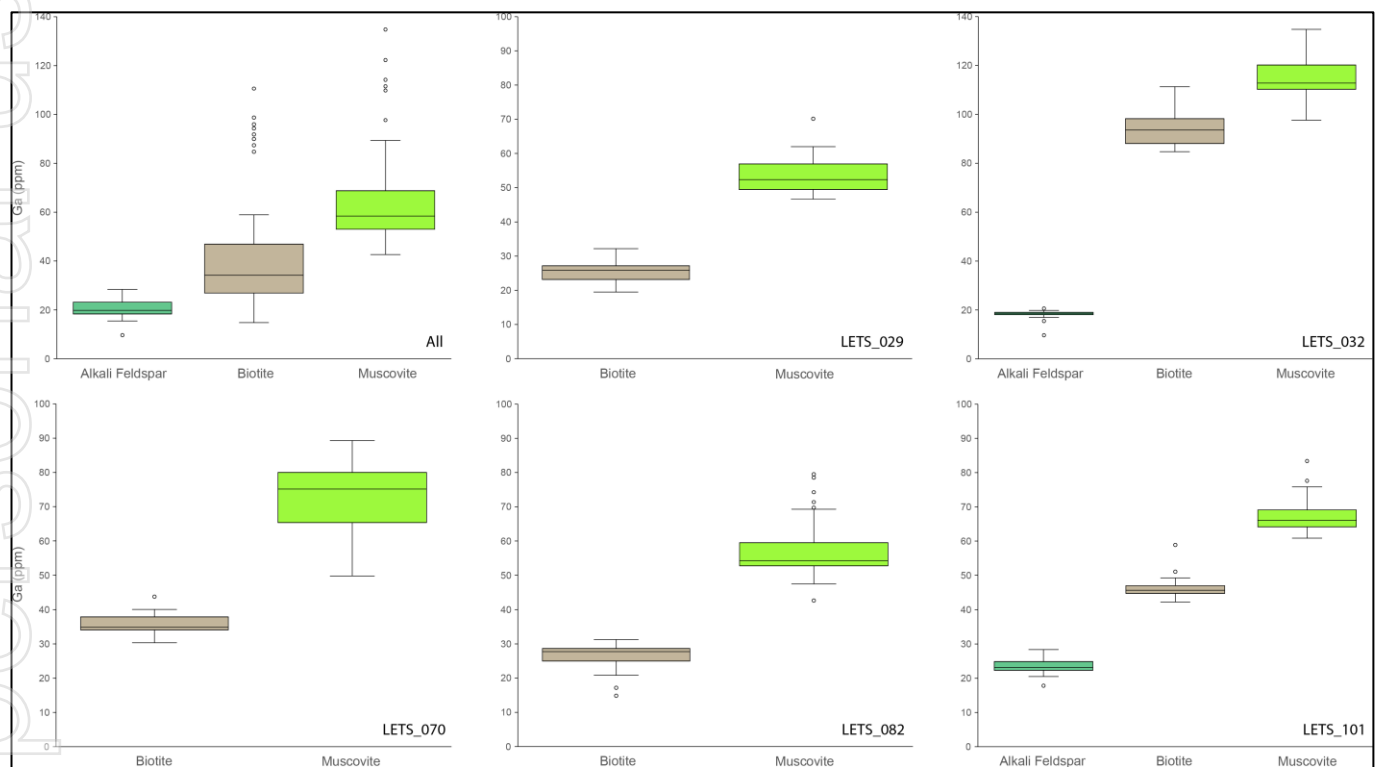 140
120
100
80
60
40
20
0
Ga (ppm)
Alkali Feldspar
Biotite
Muscovite
All
100
90
80
70
60
50
40
30
20
10
0
Biotite
Muscovite
LETS_029
140
120
100
80
60
40
20
0
Alkali Feldspar
Biotite
Muscovite
LETS_032
100
90
80
70
60
50
40
30
20
10
0
Ga (ppm)
Biotite
Muscovite
LETS_070
100
90
80
70
60
50
40
30
20
10
0
Biotite
Muscovite
LETS_082
100
90
80
70
60
50
40
30
20
10
0
Alkali Feldspar
Biotite
Muscovite
LETS_101